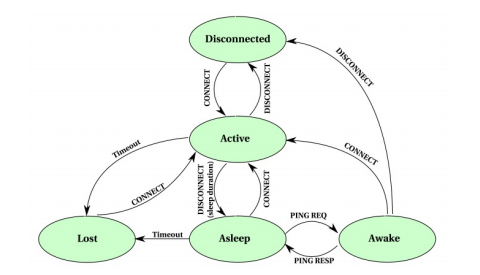 Disconnected
CONNECT
DISCONNECT
DISCONNECT
Active
Timeout
CONNECT
CONNECT
DISCONNECT
(sleep duration)
CONNECT
PING REQ
Lost
Timeout
Asleep
Awake
PING RESP